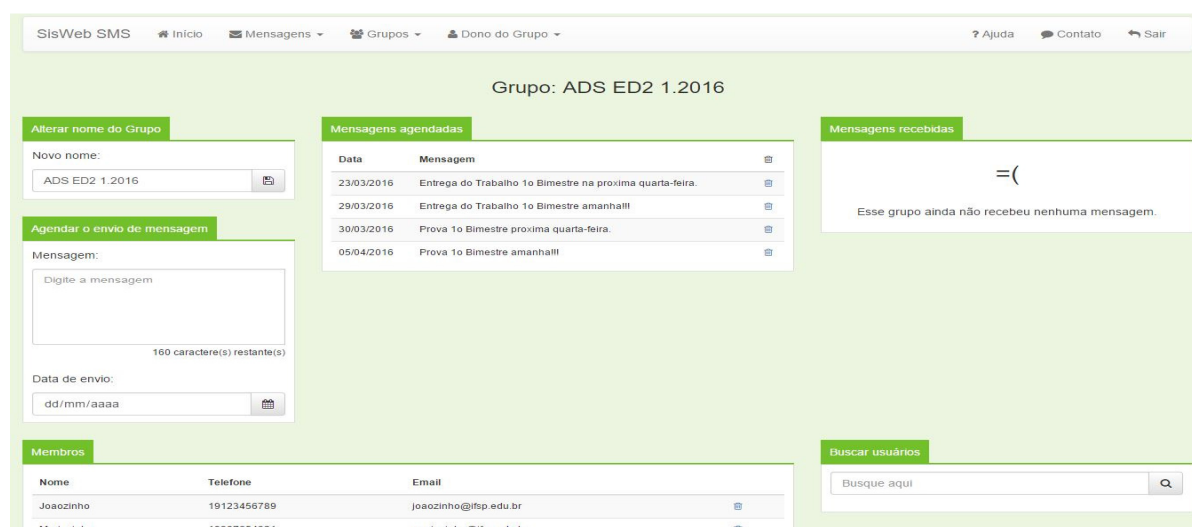 SisWeb SMS Início Mensagens Grupos Dono do Grupo ? Ajuda Contato Sair
Grupo: ADS ED2 1.2016
Alterar nome do Grupo
Novo nome:
ADS ED2 1.2016
Agendar o envio de mensagem
Mensagem:
Digite a mensagem
160 caractere(s) restante(s)
Data de envio:
dd/mm/aaaa
Mensagens agendadas
Data Mensagem
23/03/2016 Entrega do Trabalho 1o Bimestre na proxima quarta-feira.
29/03/2016 Entrega do Trabalho 1o Bimestre amanha!!!
30/03/2016 Prova 1o Bimestre proxima quarta-feira.
05/04/2016 Prova 1o Bimestre amanha!!!
Mensagens recebidas
=(
Esse grupo ainda não recebeu nenhuma mensagem.
Membros
Nome Telefone Email
Joaozinho 19123456789 joaozinho@ifsp.edu.br
Buscar usuários
Busque aqui